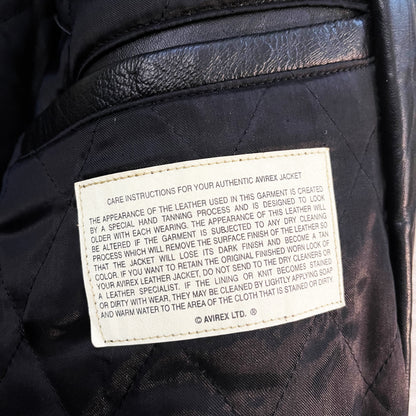 CARE INSTRUCTIONS FOR YOUR AUTHENTIC AVIREX JACKET
THE APPEARANCE OF THE LEATHER USED IN THIS GARMENT IS CREATED
BY A SPECIAL HAND TANNING PROCESS AND IS DESIGNED TO LOOK
OLDER WITH EACH WEARING. THE APPEARANCE OF THIS LEATHER WILL
BE ALTERED IF THE GARMENT IS SUBJECTED TO ANY DRY CLEANING
PROCESS WHICH WILL REMOVE THE SURFACE FINISH OF THE LEATHER SO
THAT THE JACKET WILL LOSE ITS DARK FINISH AND BECOME A TAN
COLOR. IF YOU WANT TO RETAIN THE ORIGINAL FINISHED WORN LOOK OF
YOUR AVIREX LEATHER JACKET, DO NOT SEND TO THE DRY CLEANERS OR
A LEATHER SPECIALIST. IF THE LINING OR KNIT BECOMES STAINED
OR DIRTY WITH WEAR, THEY MAY BE CLEANED BY LIGHTLY APPLYING SOAP
AND WARM WATER TO THE AREA OF THE CLOTH THAT IS STAINED OR DIRTY.
© AVIREX LTD. ®